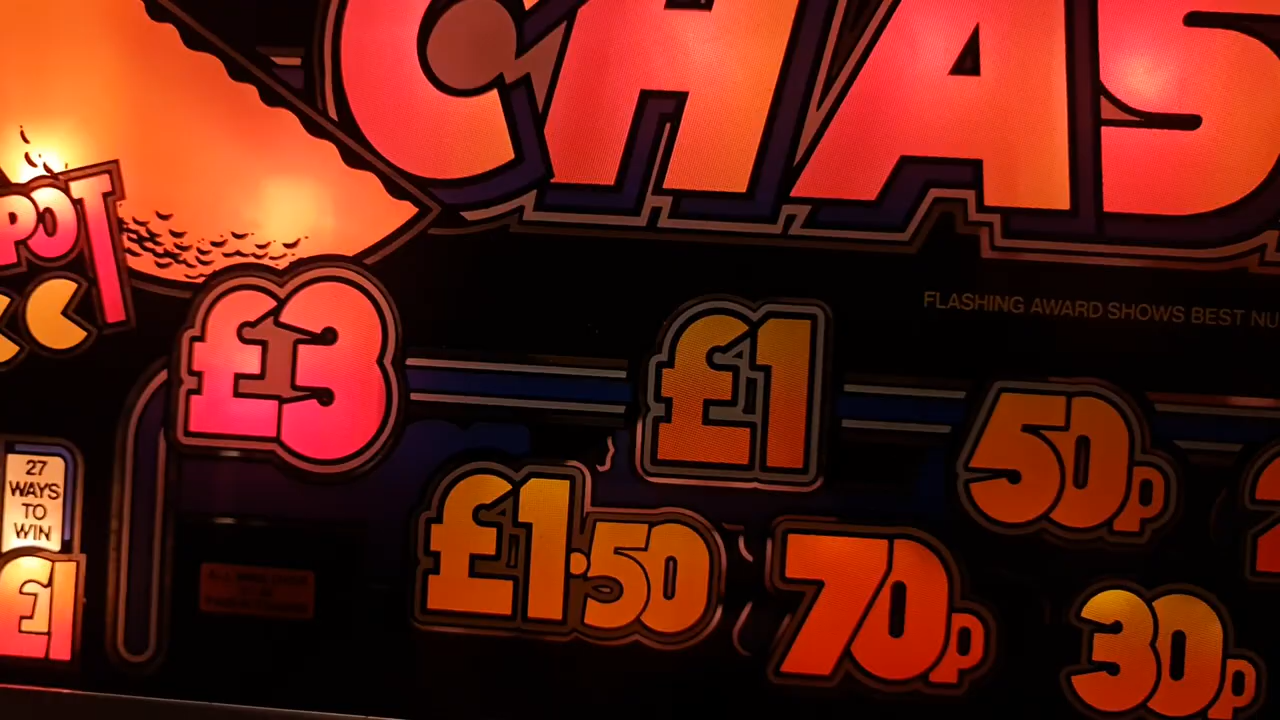 CHAS
POT
FLASHING AWARD SHOWS BEST NU
£3
£1
50p
27
WAYS
TO
WIN
£1·50
70p
30p
£1